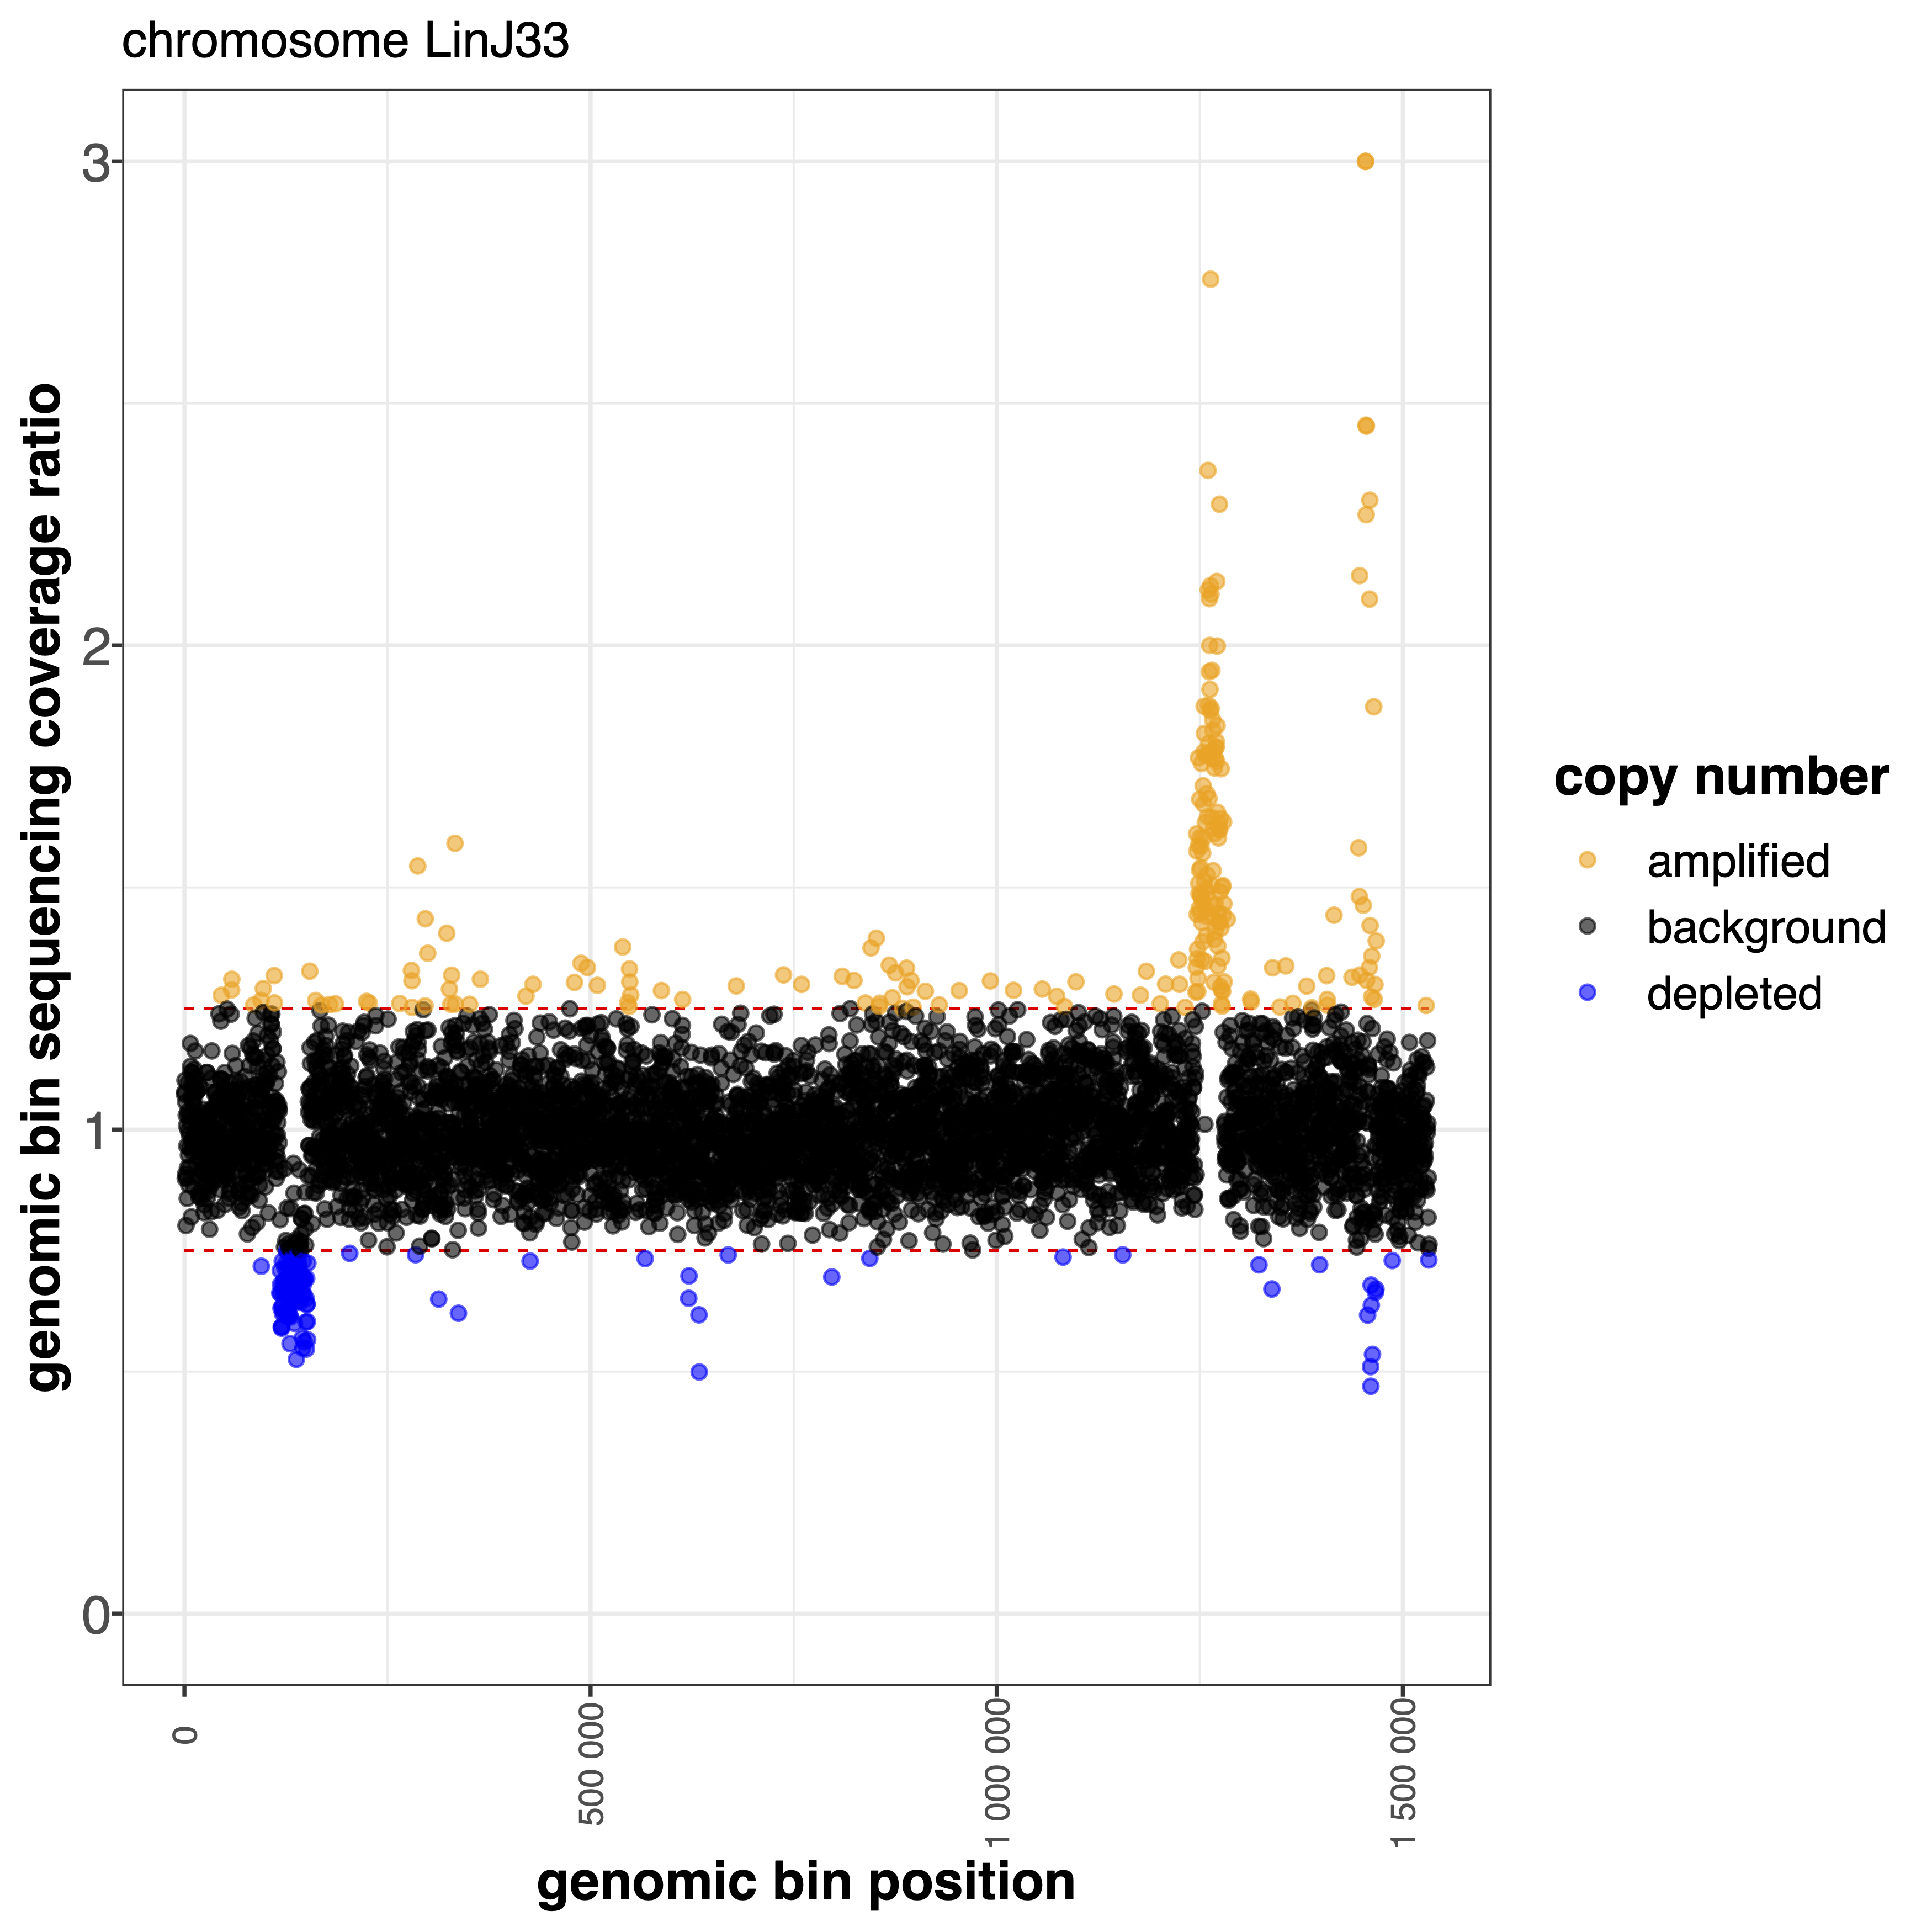 chromosome LinJ33
genomic bin sequencing coverage ratio
3
2
1
0
0
500 000
1 000 000
1 500 000
genomic bin position
copy number
amplified
background
depleted